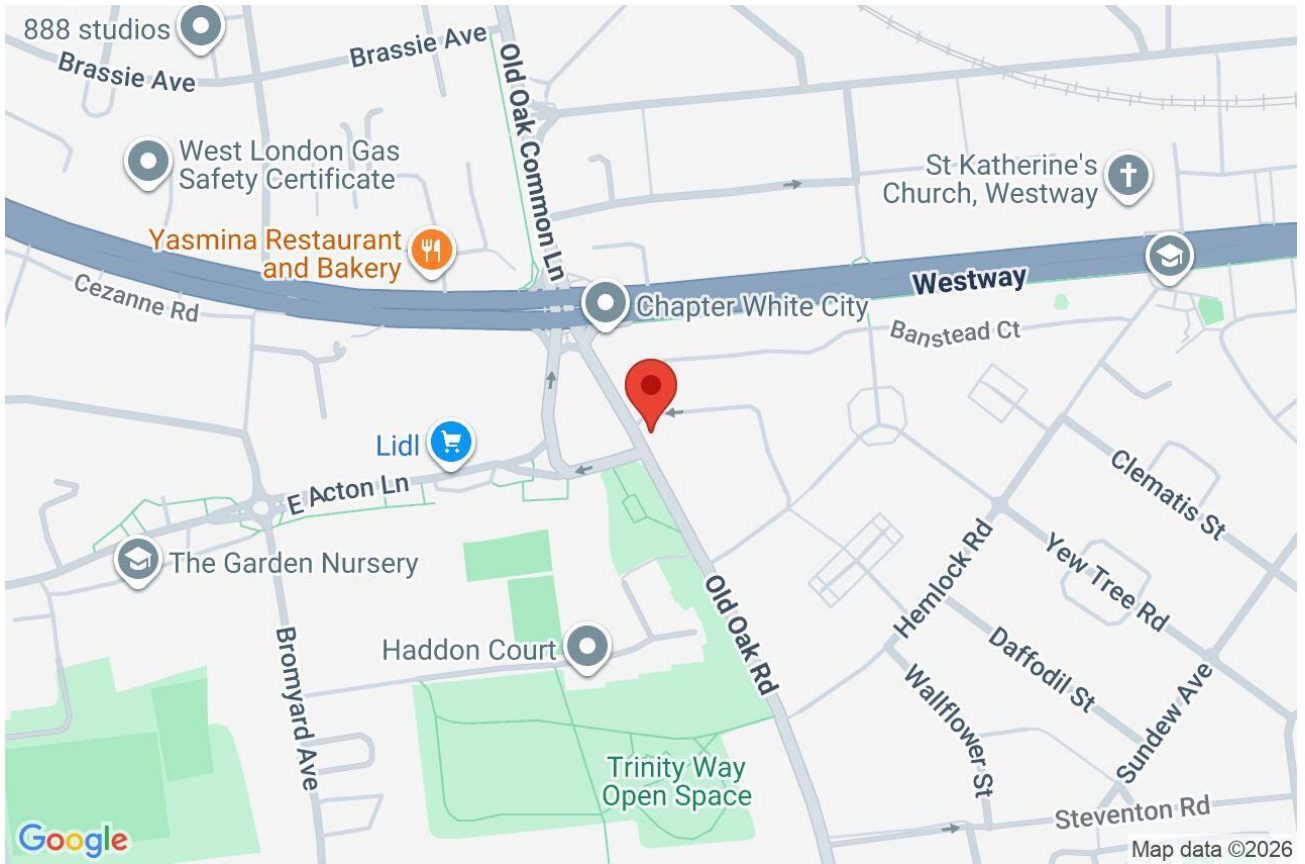 888 studios
Brassie Ave
Brassie Ave
Old Oak Common Ln
West London Gas
Safety Certificate
St Katherine's
Church, Westway
Yasmina Restaurant
and Bakery
Cezanne Rd
Westway
Chapter White City
Banstead Ct
Lidl
E Acton Ln
Clematis St
The Garden Nursery
Hemlock Rd
Yew Tree Rd
Old Oak Rd
Haddon Court
Bromyard Ave
Daffodil St
Wallflower St
Sundew Ave
Trinity Way
Open Space
Steventon Rd
Google
Map data ©2026